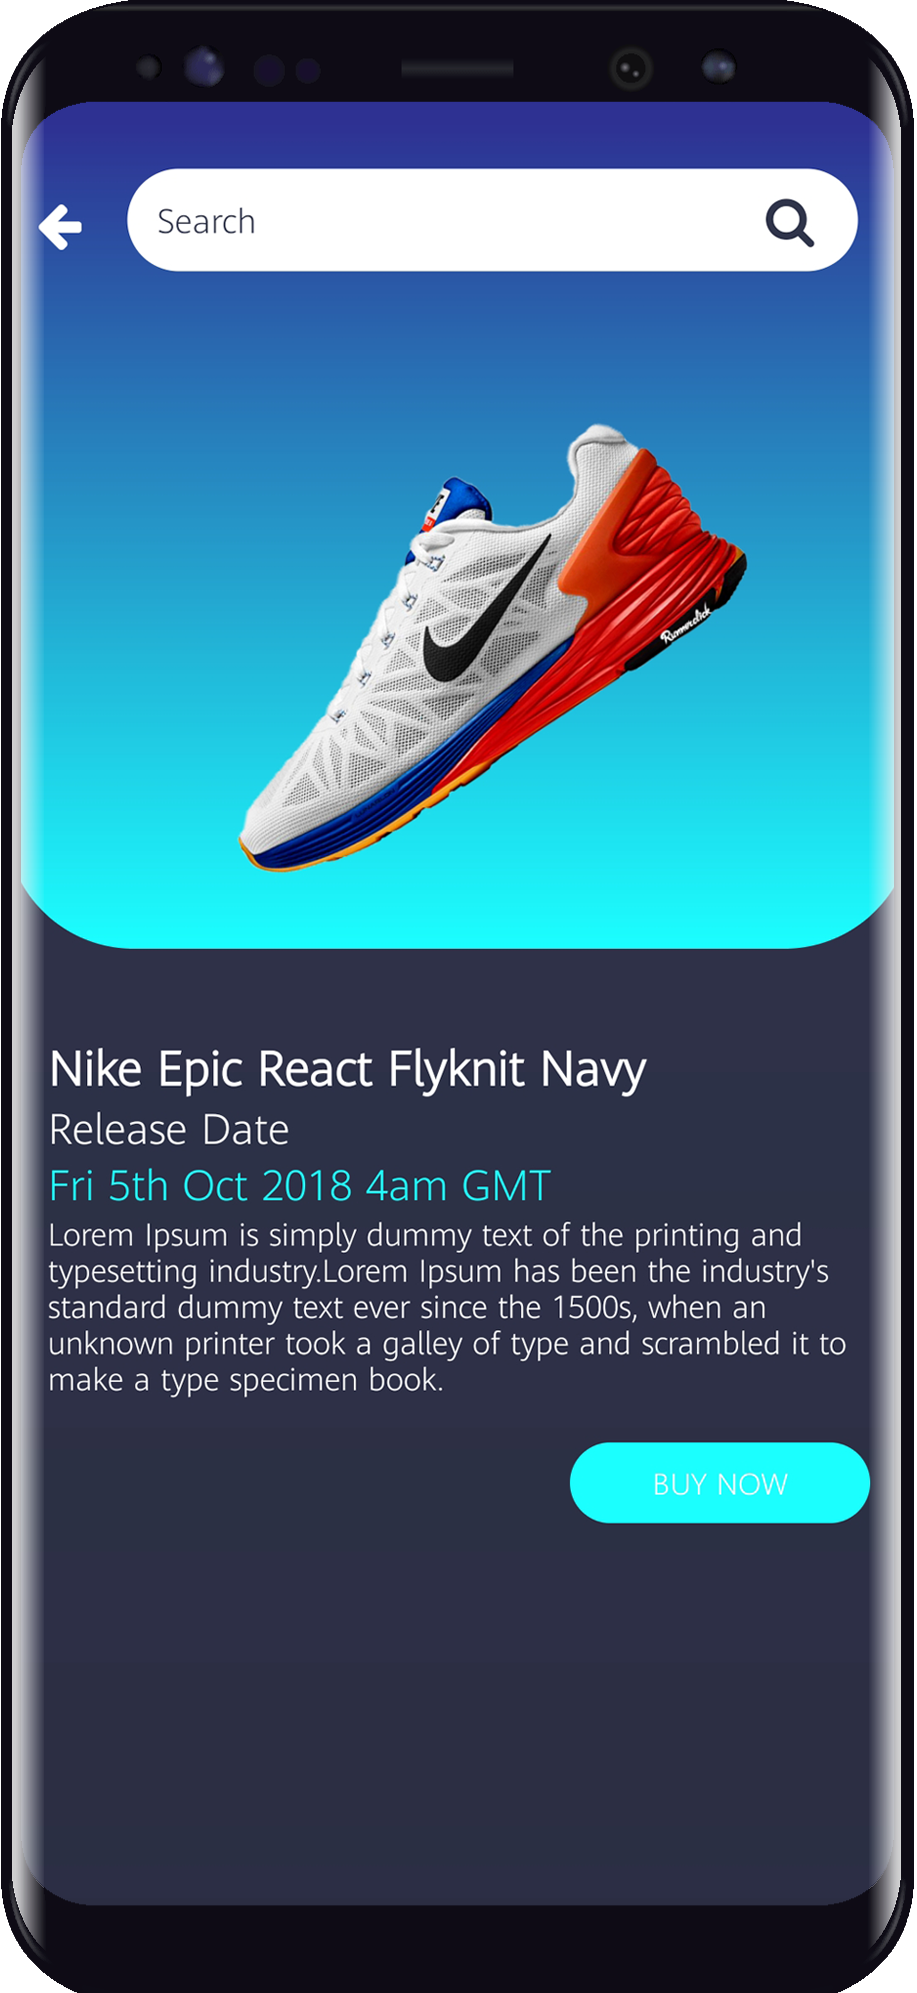 Search
Runnerclick
Nike Epic React Flyknit Navy
Release Date
Fri 5th Oct 2018 4am GMT
Lorem Ipsum is simply dummy text of the printing and
typesetting industry.Lorem Ipsum has been the industry's
standard dummy text ever since the 1500s, when an
unknown printer took a galley of type and scrambled it to
make a type specimen book.
BUY NOW